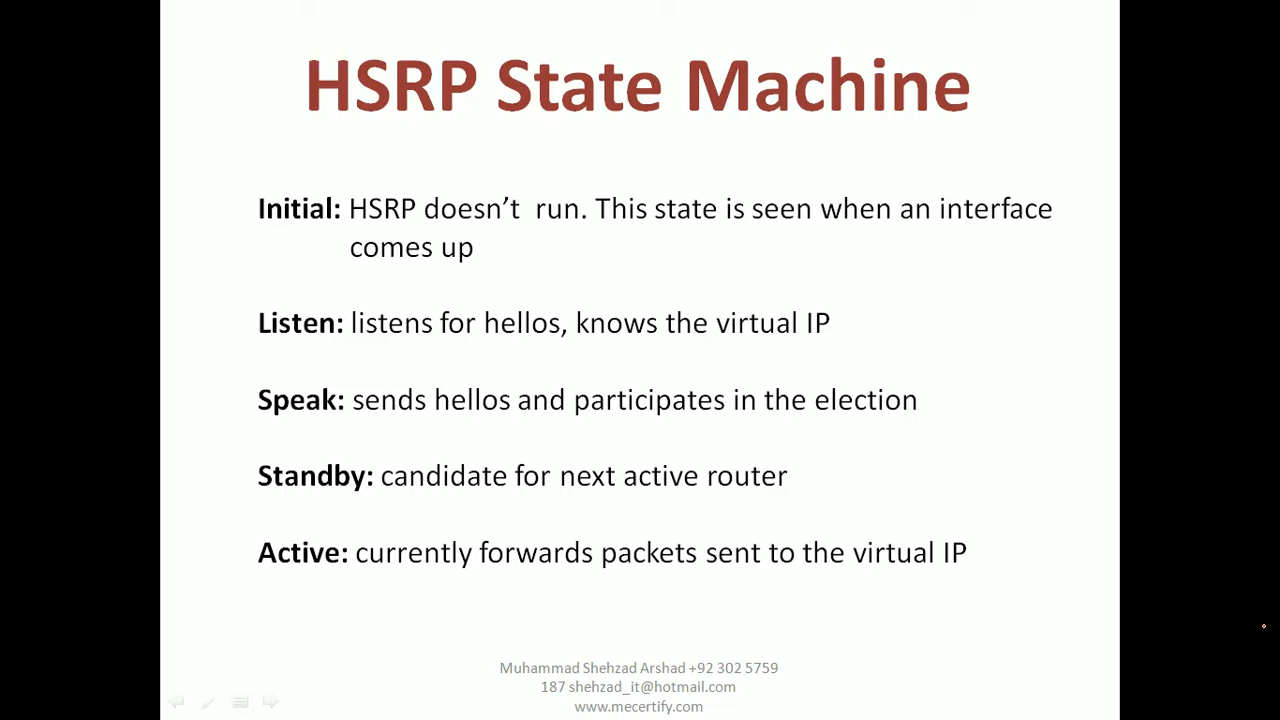 HSRP State Machine
Initial: HSRP doesn’t run. This state is seen when an interface
comes up
Listen: listens for hellos, knows the virtual IP
Speak: sends hellos and participates in the election
Standby: candidate for next active router
Active: currently forwards packets sent to the virtual IP
Muhammad Shehzad Arshad +92 302 5759
187 shehzad_it@hotmail.com
www.mecertify.com